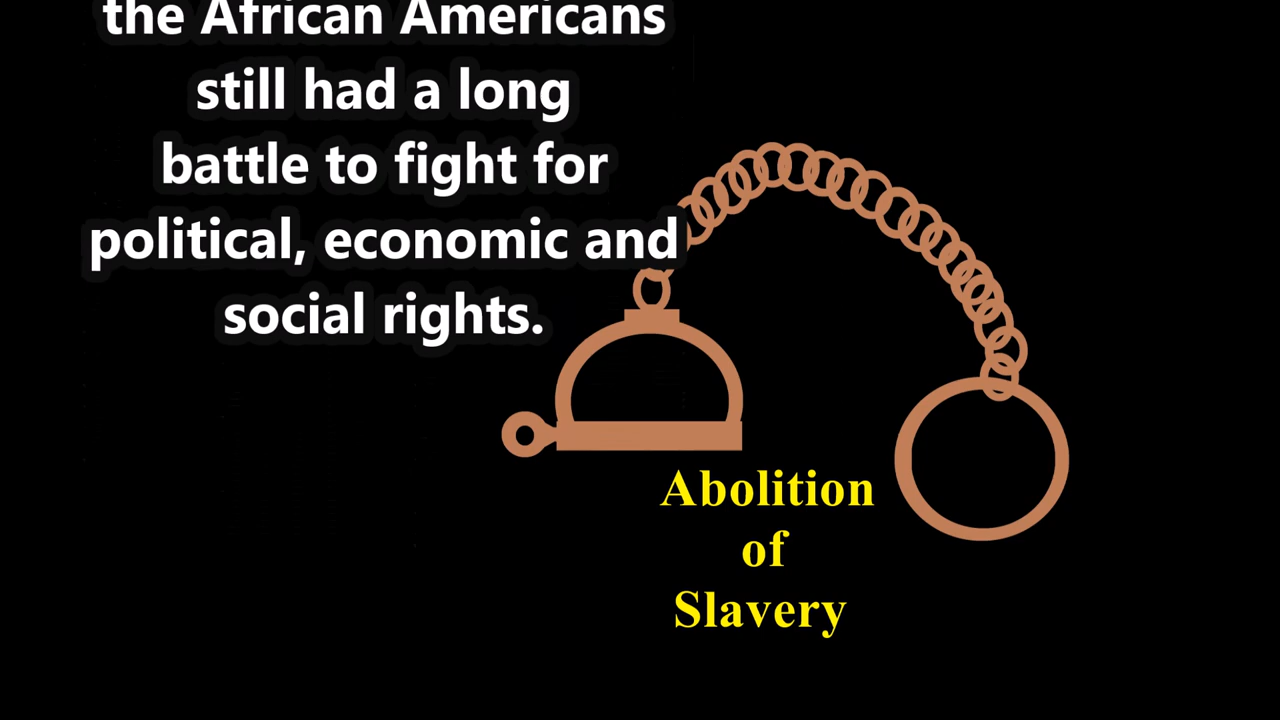 the African Americans
still had a long
battle to fight for
political, economic and
social rights.
Abolition
of
Slavery